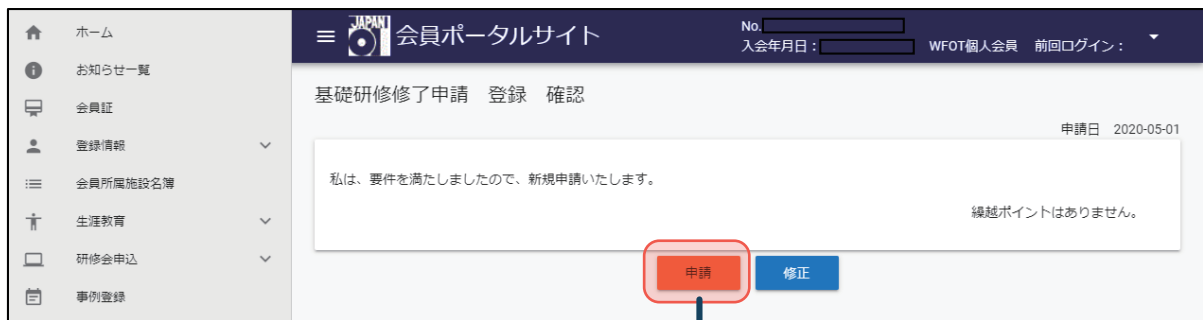 ホーム
お知らせ一覧
会員証
登録情報
会員所属施設名簿
生涯教育
研修会申込
事例登録
JAPAN
会員ポータルサイト
No.
入会年月日：
WFOT個人会員 前回ログイン：
基礎研修修了申請 登録 確認
申請日 2020-05-01
私は、要件を満たしましたので、新規申請いたします。
繰越ポイントはありません。
申請
修正